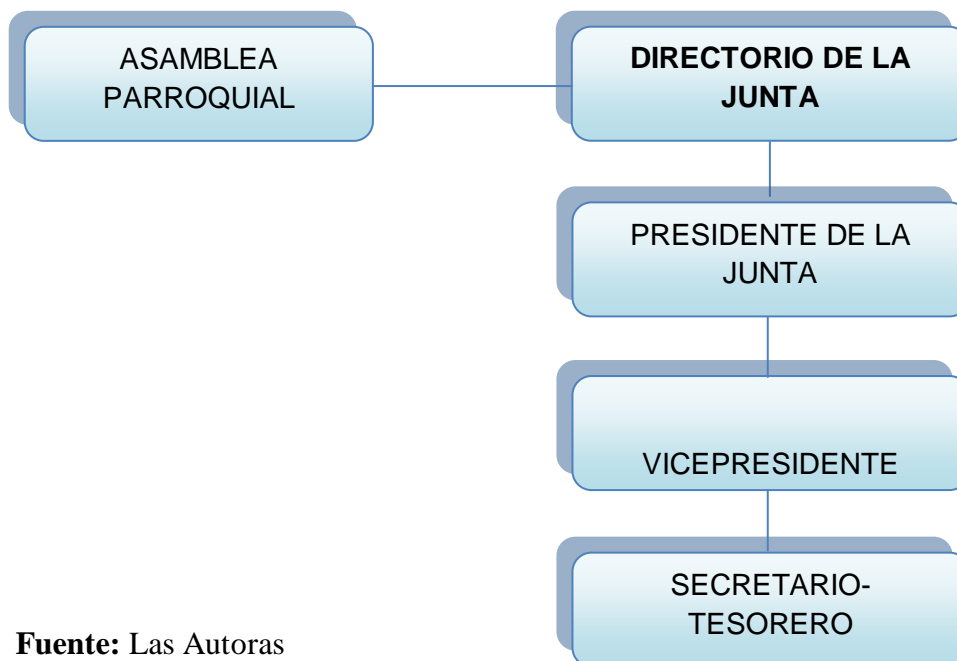 ASAMBLEA
PARROQUIAL
DIRECTORIO DE LA
JUNTA
PRESIDENTE DE LA
JUNTA
VICEPRESIDENTE
SECRETARIO-
TESORERO
Fuente: Las Autoras